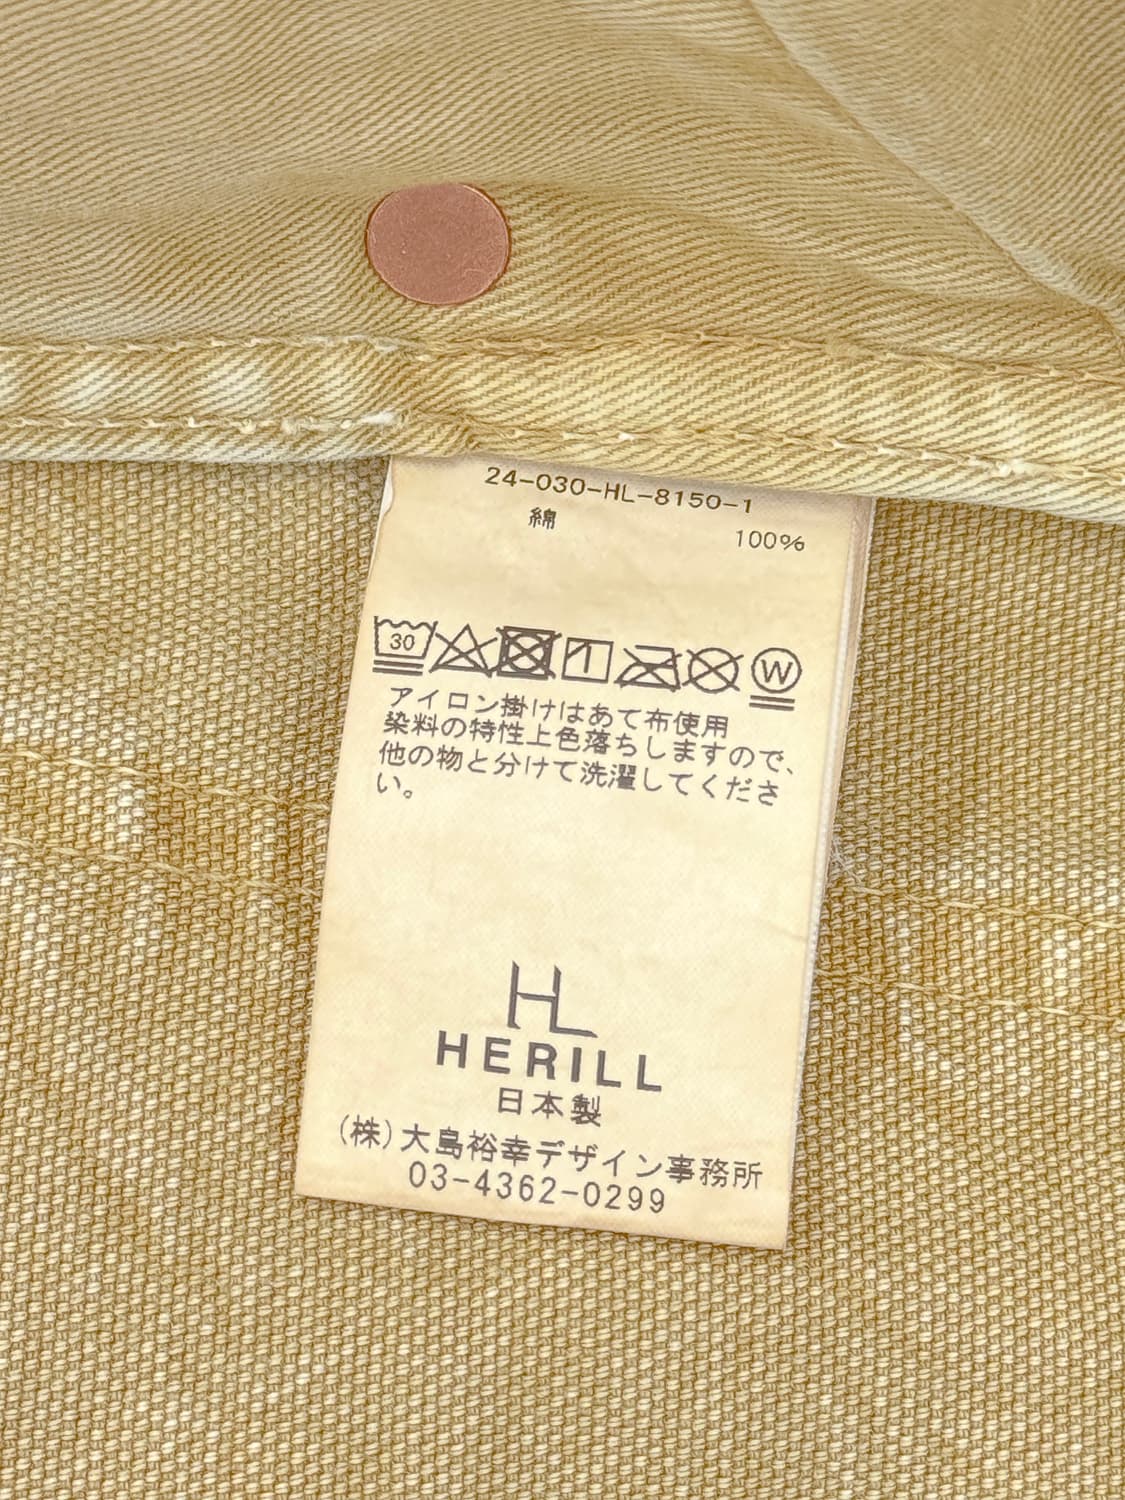 24-030-HL-8150-1
綿 100%
30 W
アイロン掛けはあて布使用
染料の特性上色落ちしますので、
他の物と分けて洗濯してくださ
い。
HL
HERILL
日本製
(株)大島裕幸デザイン事務所
03-4362-0299